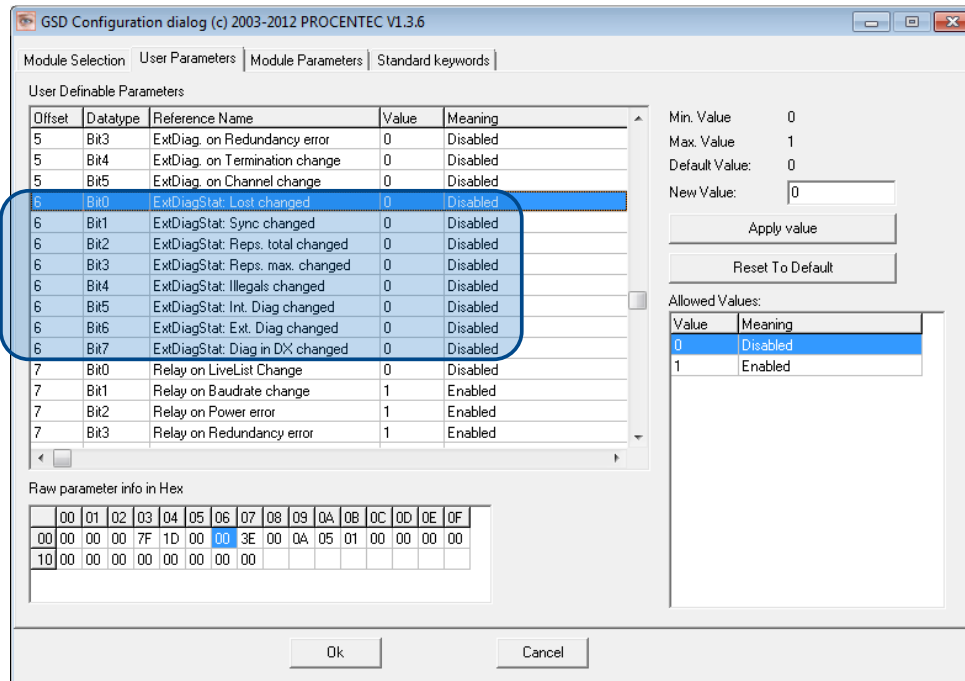 GSD Configuration dialog (c) 2003-2012 PROCENTEC V1.3.6
Module Selection User Parameters Module Parameters Standard keywords
User Definable Parameters
Offset Datatype Reference Name Value Meaning
5 Bit3 ExtDiag. on Redundancy error 0 Disabled
5 Bit4 ExtDiag. on Termination change 0 Disabled
5 Bit5 ExtDiag. on Channel change 0 Disabled
6 Bit0 ExtDiagStat: Lost changed 0 Disabled
6 Bit1 ExtDiagStat: Sync changed 0 Disabled
6 Bit2 ExtDiagStat: Reps. total changed 0 Disabled
6 Bit3 ExtDiagStat: Reps. max. changed 0 Disabled
6 Bit4 ExtDiagStat: Illegals changed 0 Disabled
6 Bit5 ExtDiagStat: Int. Diag changed 0 Disabled
6 Bit6 ExtDiagStat: Ext. Diag changed 0 Disabled
6 Bit7 ExtDiagStat: Diag in DX changed 0 Disabled
7 Bit0 Relay on LiveList Change 0 Disabled
7 Bit1 Relay on Baudrate change 1 Enabled
7 Bit2 Relay on Power error 1 Enabled
7 Bit3 Relay on Redundancy error 1 Enabled
Min. Value 0
Max. Value 1
Default Value: 0
New Value: 0
Apply value
Reset To Default
Allowed Values:
Value Meaning
0 Disabled
1 Enabled
Raw parameter info in Hex
00 01 02 03 04 05 06 07 08 09 0A 0B 0C 0D 0E 0F
00 00 00 00 7F 1D 00 00 3E 00 0A 05 01 00 00 00 00
10 00 00 00 00 00 00 00 00
Ok Cancel